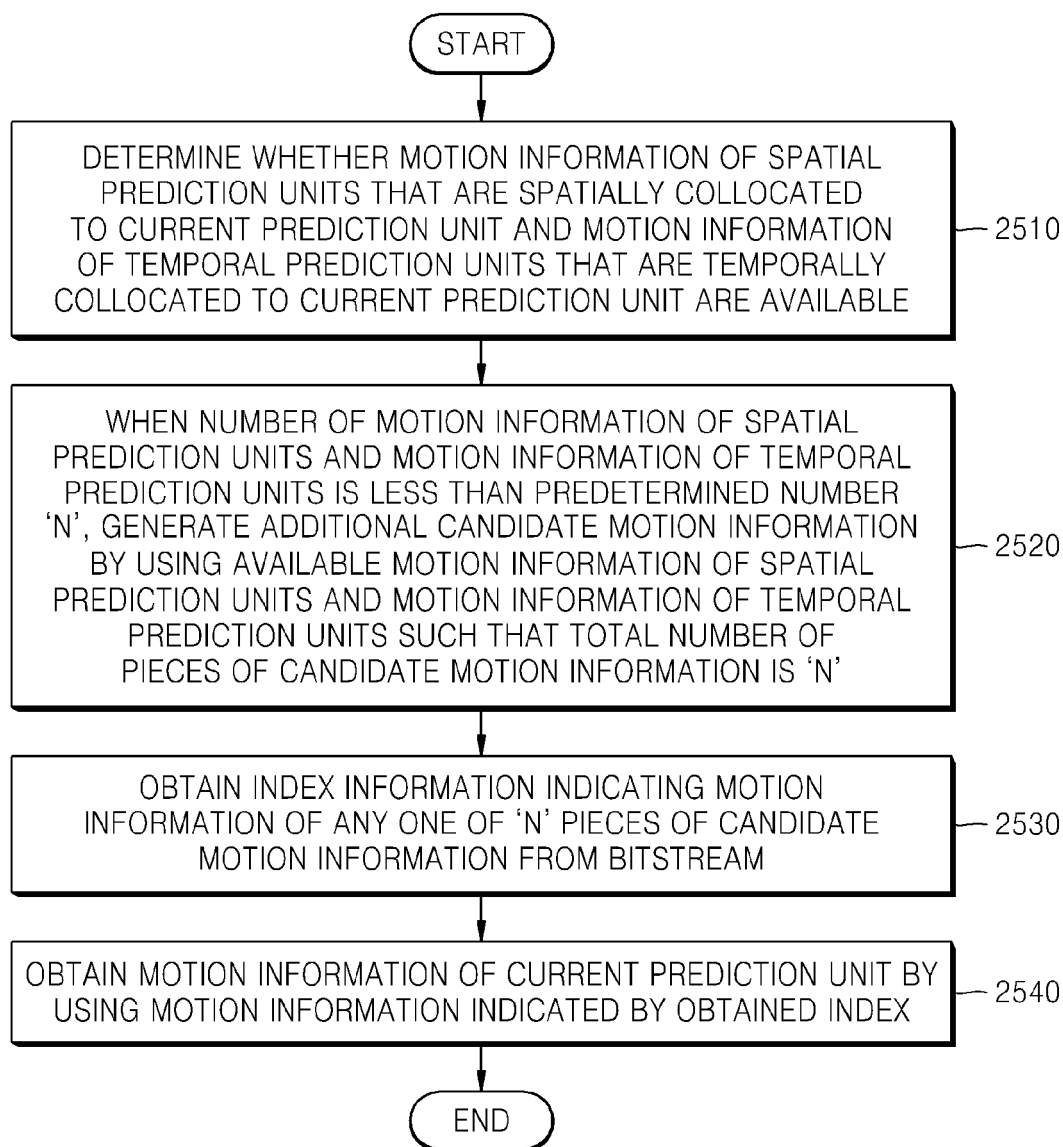 START
DETERMINE WHETHER MOTION INFORMATION OF SPATIAL
PREDICTION UNITS THAT ARE SPATIALLY COLLOCATED
TO CURRENT PREDICTION UNIT AND MOTION INFORMATION
OF TEMPORAL PREDICTION UNITS THAT ARE TEMPORALLY
COLLOCATED TO CURRENT PREDICTION UNIT ARE AVAILABLE
2510
WHEN NUMBER OF MOTION INFORMATION OF SPATIAL
PREDICTION UNITS AND MOTION INFORMATION OF TEMPORAL
PREDICTION UNITS IS LESS THAN PREDETERMINED NUMBER
‘N’, GENERATE ADDITIONAL CANDIDATE MOTION INFORMATION
BY USING AVAILABLE MOTION INFORMATION OF SPATIAL
PREDICTION UNITS AND MOTION INFORMATION OF TEMPORAL
PREDICTION UNITS SUCH THAT TOTAL NUMBER OF
PIECES OF CANDIDATE MOTION INFORMATION IS ‘N’
2520
OBTAIN INDEX INFORMATION INDICATING MOTION
INFORMATION OF ANY ONE OF ‘N’ PIECES OF CANDIDATE
MOTION INFORMATION FROM BITSTREAM
2530
OBTAIN MOTION INFORMATION OF CURRENT PREDICTION UNIT BY
USING MOTION INFORMATION INDICATED BY OBTAINED INDEX
2540
END